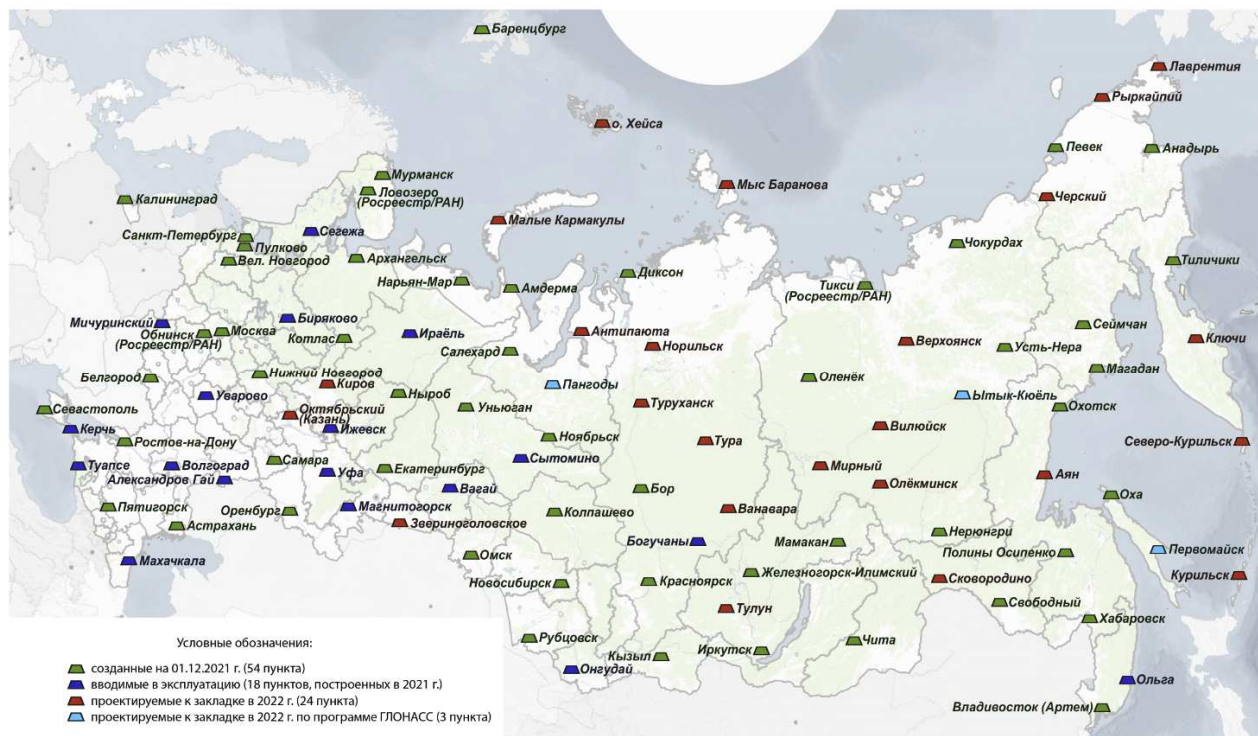 Баренцбург
Лаврентия
Рыркайпий
о. Хейса
Певек
Анадырь
Мурманск
Ловозеро
(Росреестр/РАН)
Мыс Баранова
Калининград
Черский
Малые Кармакулы
Санкт-Петербург
Сегежа
Пулково
Чокурдах
Вел. Новгород
Архангельск
Тиличики
Диксон
Нарьян-Мар
Амдерма
Тикси
(Росреестр/РАН)
Мичуринский
Биряково
Обнинск
(Росреестр/РАН)
Москва
Котлас
Ираёль
Антипаюта
Сеймчан
Ключи
Норильск
Верхоянск
Усть-Нера
Салехард
Магадан
Белгород
Нижний Новгород
Киров
Пангоды
Оленёк
Уварово
Ныроб
Ытык-Кюёль
Севастополь
Октябрьский
(Казань)
Уньюган
Туруханск
Охотск
Керчь
Ижевск
Вилюйск
Ростов-на-Дону
Ноябрьск
Тура
Северо-Курильск
Туапсе
Волгоград
Самара
Уфа
Екатеринбург
Сытомино
Мирный
Александров Гай
Аян
Вагай
Бор
Олёкминск
Оха
Пятигорск
Оренбург
Магнитогорск
Колпашево
Ванавара
Астрахань
Звериноголовское
Нерюнгри
Богучаны
Мамакан
Полины Осипенко
Первомайск
Махачкала
Омск
Железногорск-Илимский
Новосибирск
Красноярск
Сковородино
Курильск
Свободный
Тулун
Хабаровск
Рубцовск
Чита
Кызыл
Иркутск
Онгудай
Ольга
Владивосток (Артем)
Условные обозначения:
созданные на 01.12.2021 г. (54 пункта)
вводимые в эксплуатацию (18 пунктов, построенных в 2021 г.)
проектируемые к закладке в 2022 г. (24 пункта)
проектируемые к закладке в 2022 г. по программе ГЛОНАСС (3 пункта)